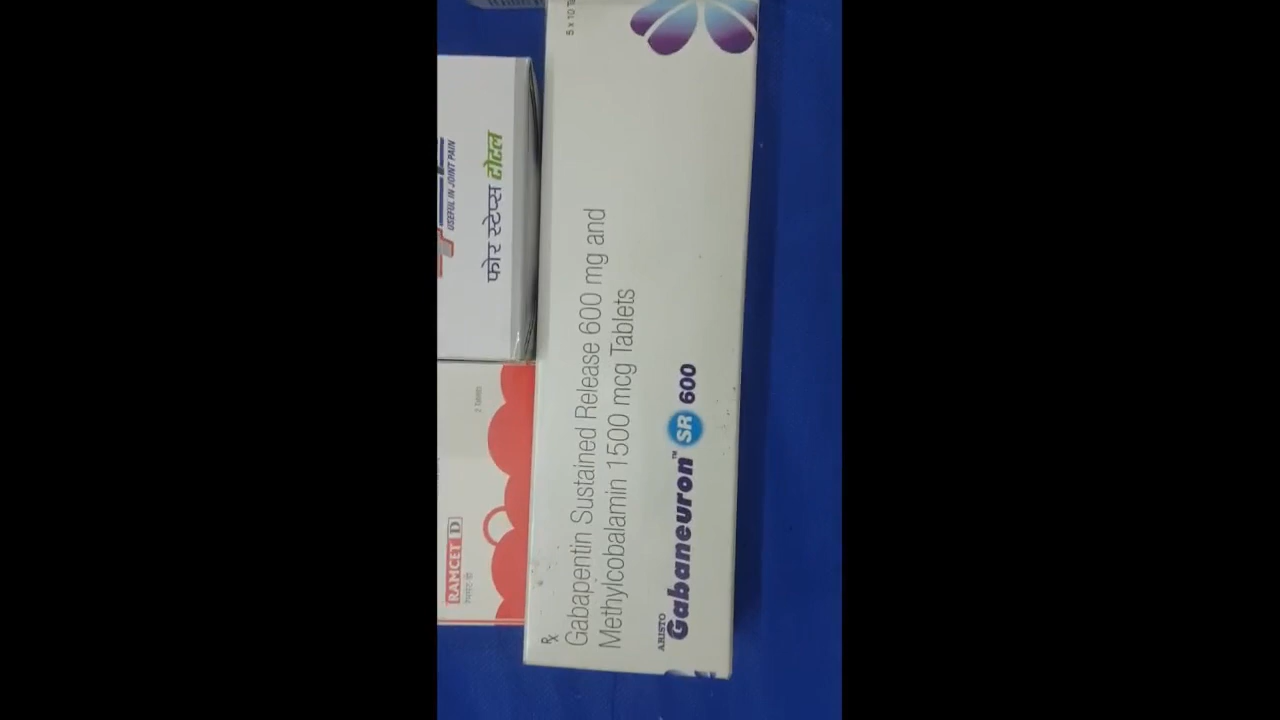 5 x 10
Rx
Gabapentin Sustained Release 600 mg and
Methylcobalamin 1500 mcg Tablets
ARISTO
Gabaneuron™ SR 600
USEFUL IN JOINT PAIN
फोर स्टेप्स टोटल
RAMCET D